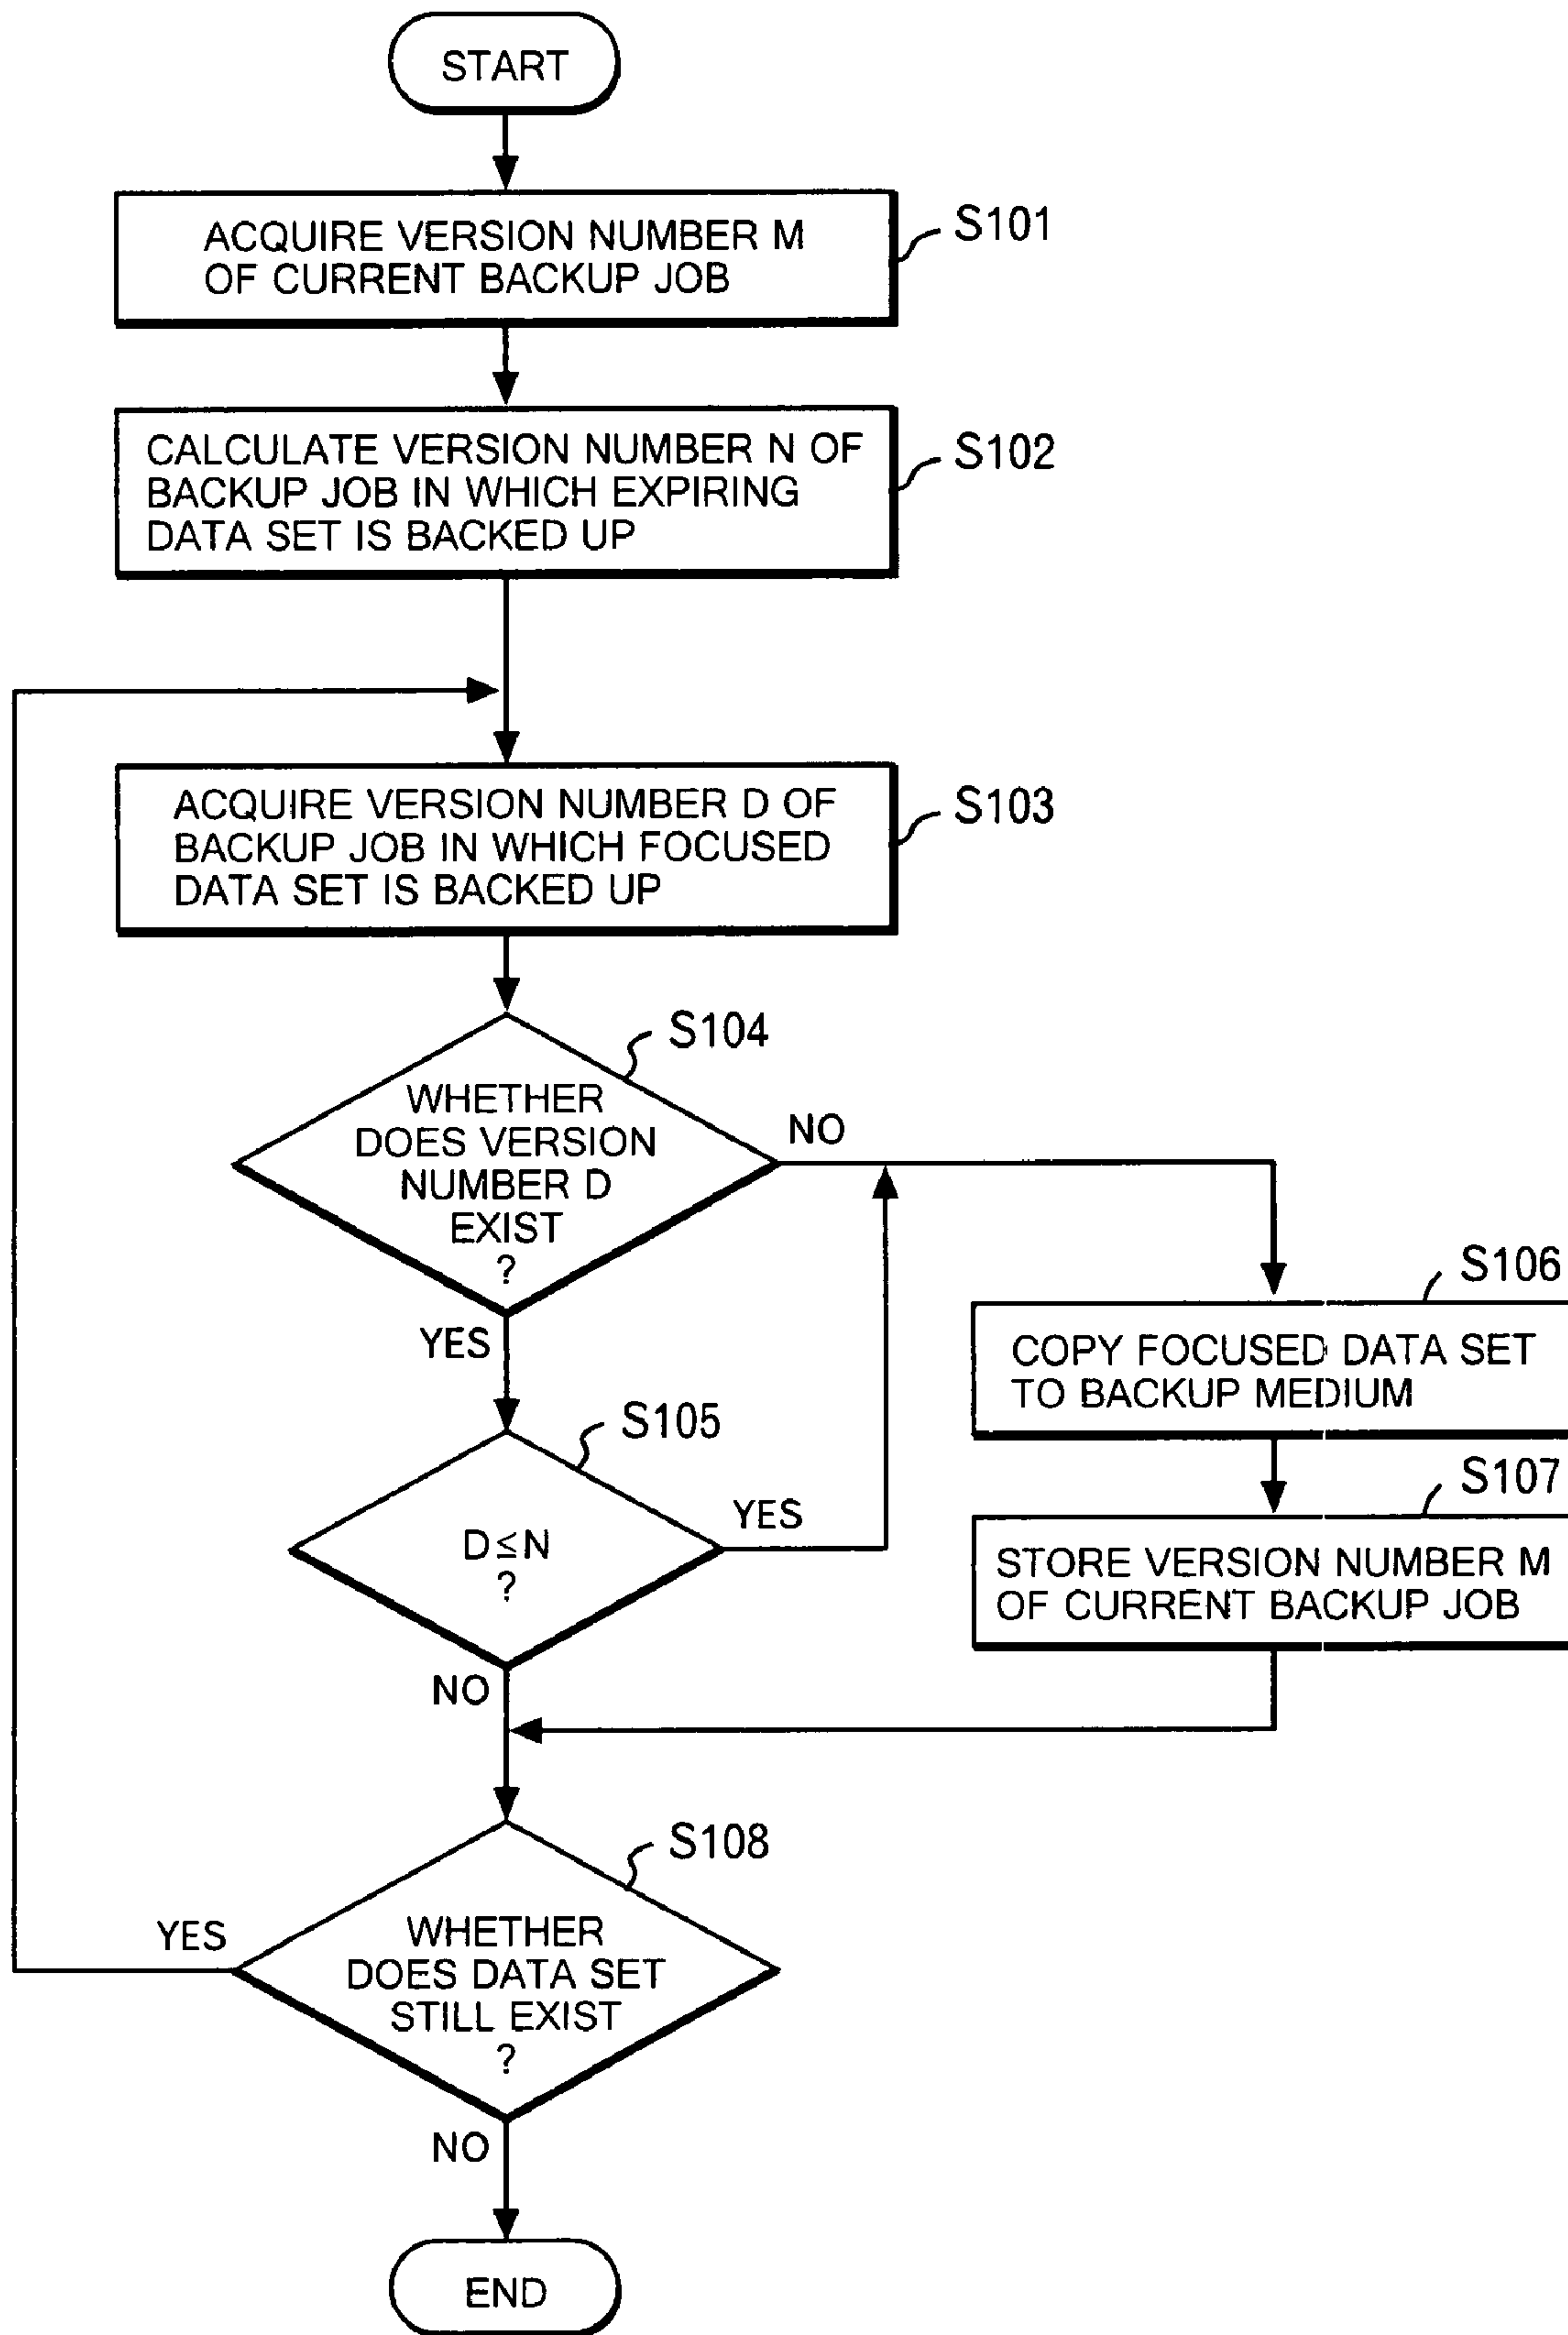 START
ACQUIRE VERSION NUMBER M
OF CURRENT BACKUP JOB
S101
CALCULATE VERSION NUMBER N OF
BACKUP JOB IN WHICH EXPIRING
DATA SET IS BACKED UP
S102
ACQUIRE VERSION NUMBER D OF
BACKUP JOB IN WHICH FOCUSED
DATA SET IS BACKED UP
S103
S104
WHETHER
DOES VERSION
NUMBER D
EXIST
?
NO
YES
S105
D≦N
?
YES
NO
S106
COPY FOCUSED DATA SET
TO BACKUP MEDIUM
S107
STORE VERSION NUMBER M
OF CURRENT BACKUP JOB
S108
WHETHER
DOES DATA SET
STILL EXIST
?
YES
NO
END